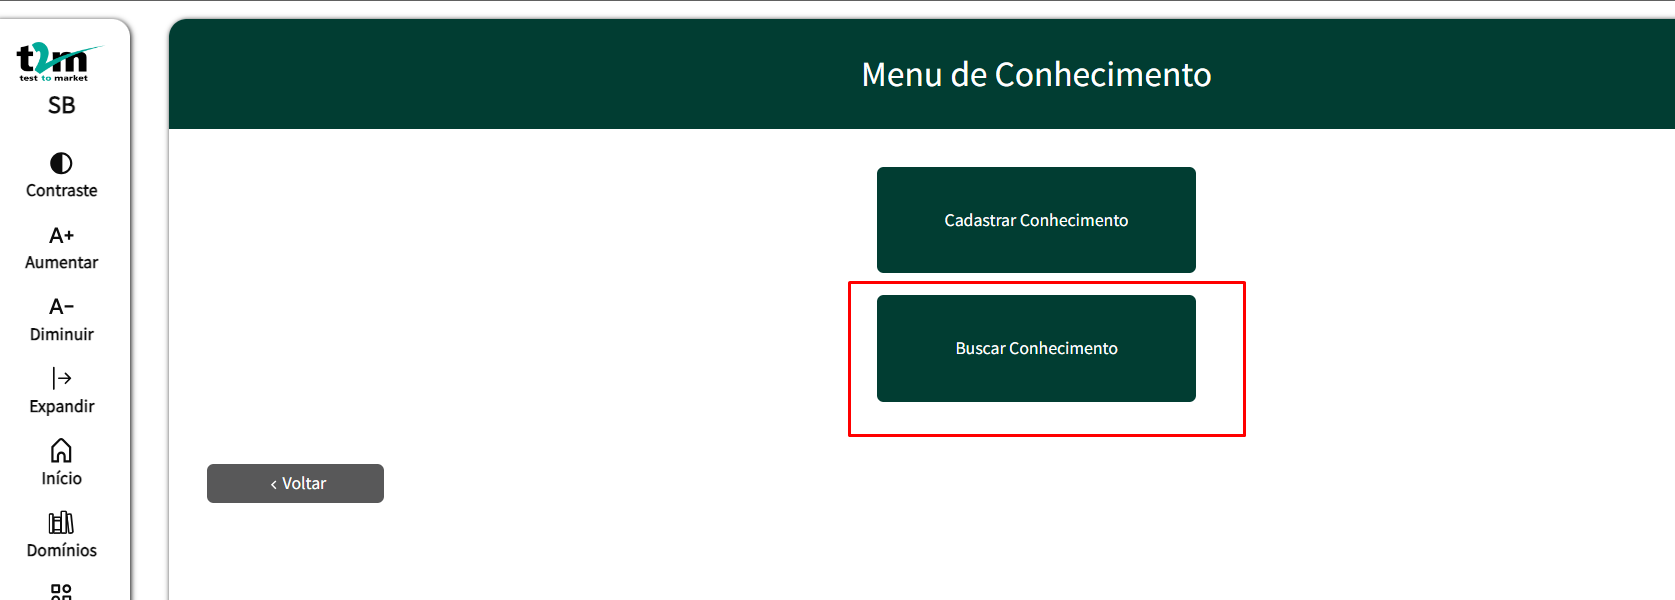 t2m
test to market
SB
Contraste
A+
Aumentar
A-
Diminuir
Expandir
Início
Domínios
Menu de Conhecimento
Cadastrar Conhecimento
Buscar Conhecimento
< Voltar